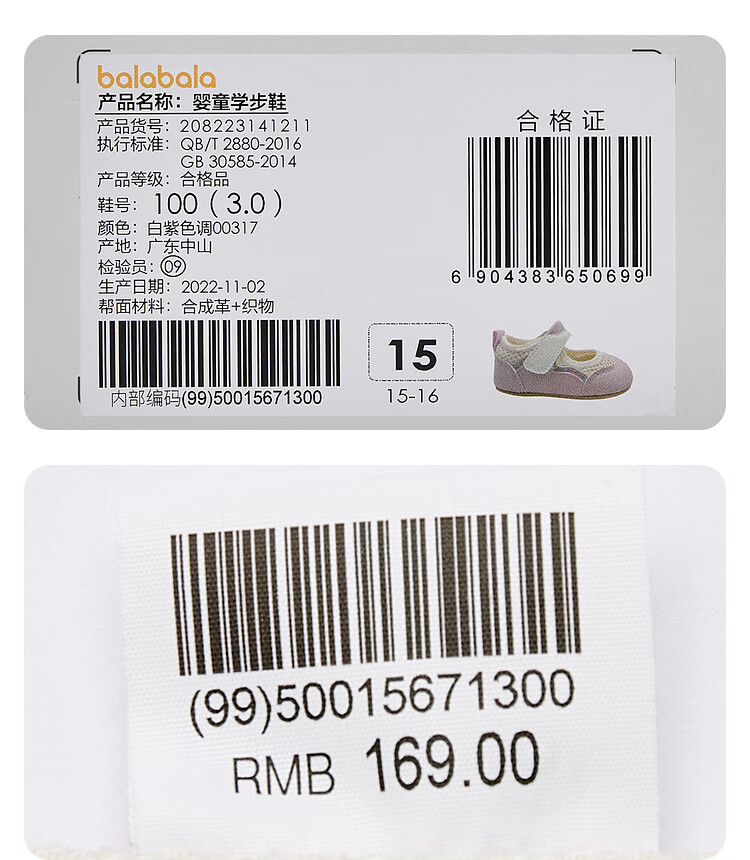 balabala
产品名称：婴童学步鞋
产品货号：208223141211
执行标准：QB/T 2880-2016
GB 30585-2014
产品等级：合格品
鞋号：100（3.0）
颜色：白紫色调00317
产地：广东中山
检验员：09
生产日期：2022-11-02
帮面材料：合成革+织物
内部编码(99)50015671300
15
15-16
合格证
6 904383 650699
(99)50015671300
RMB 169.00